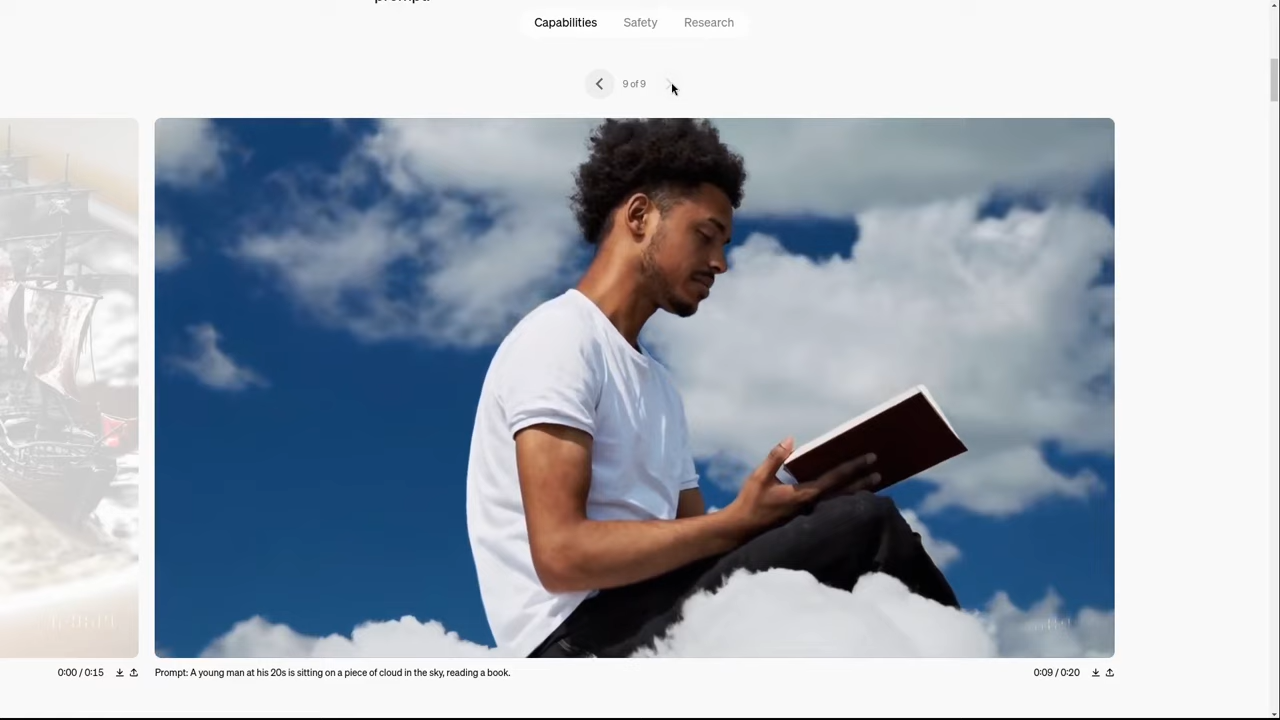 Capabilities Safety Research
9 of 9
0:00 / 0:15
Prompt: A young man at his 20s is sitting on a piece of cloud in the sky, reading a book.
0:09 / 0:20